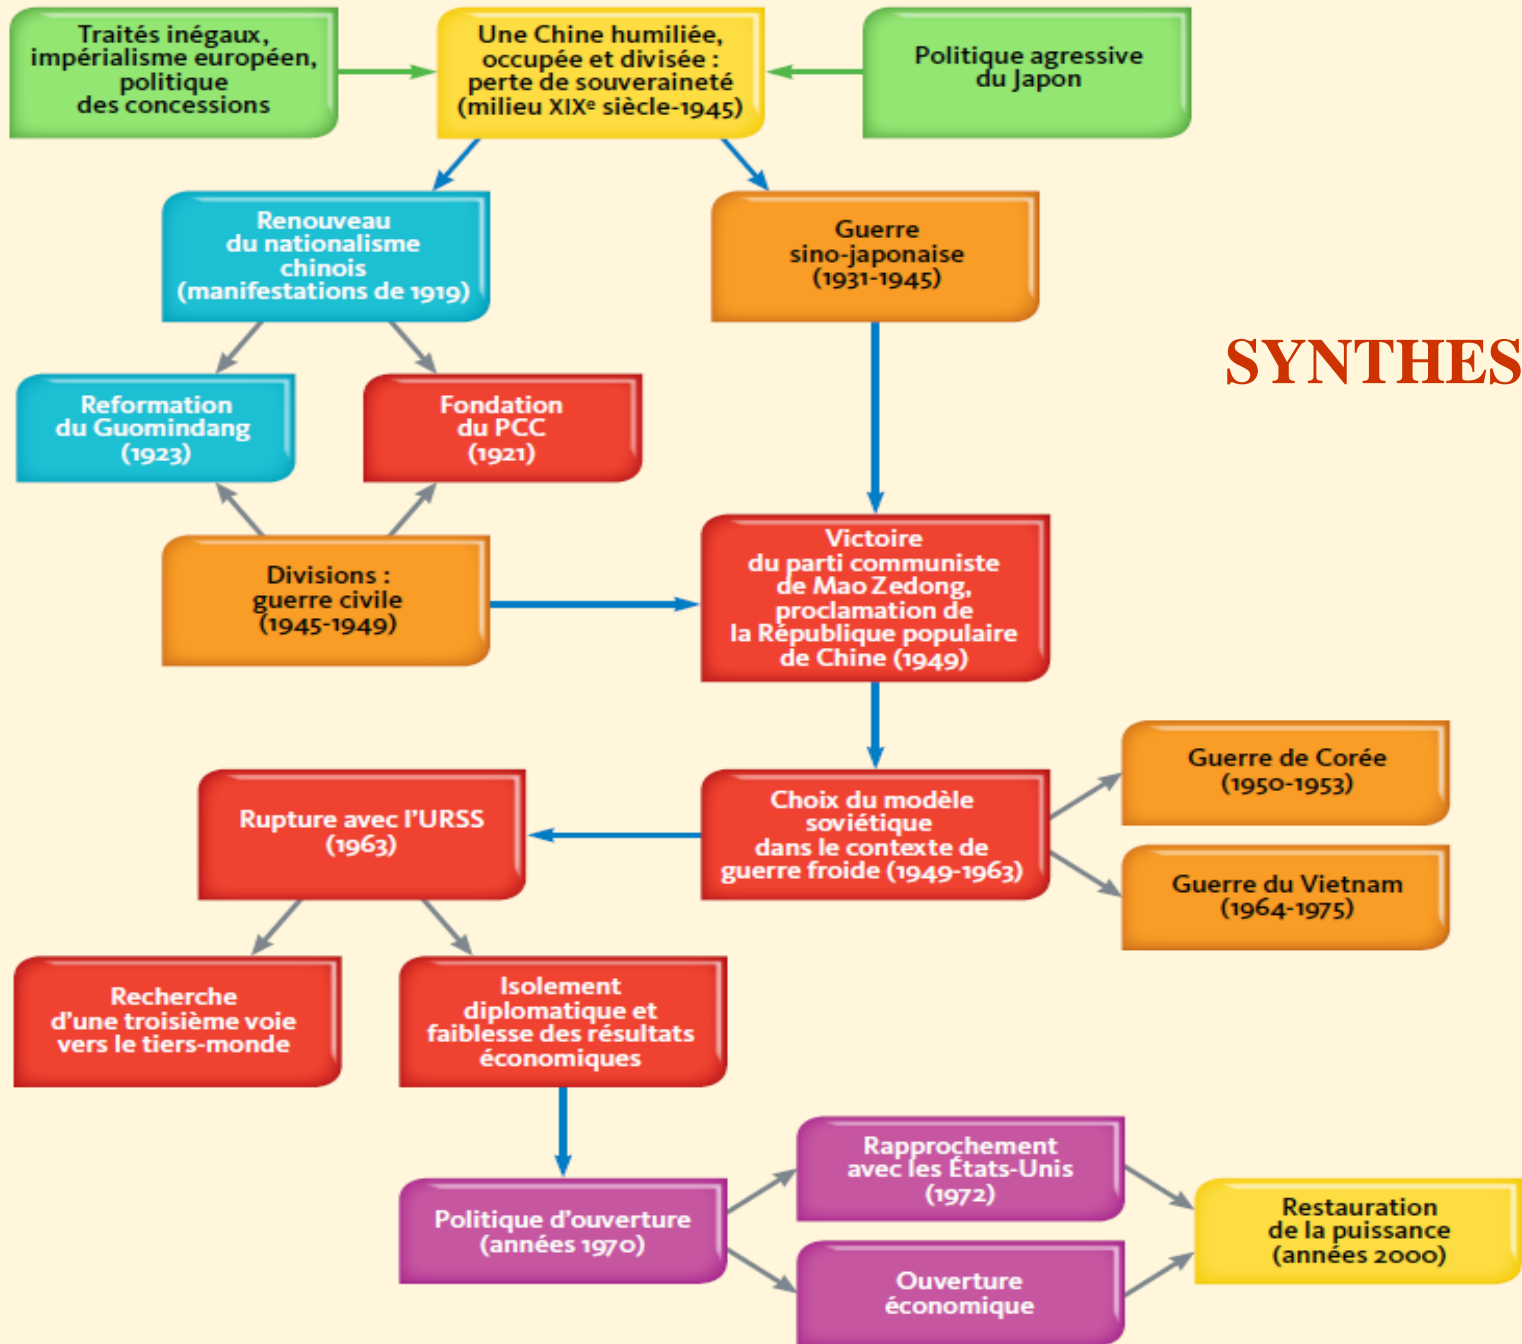 Traités inégaux,
impérialisme européen,
politique
des concessions
Une Chine humiliée,
occupée et divisée :
perte de souveraineté
(milieu XIXᵉ siècle-1945)
Politique agressive
du Japon
Renouveau
du nationalisme
chinois
(manifestations de 1919)
Guerre
sino-japonaise
(1931-1945)
SYNTHES
Reformation
du Guomindang
(1923)
Fondation
du PCC
(1921)
Divisions :
guerre civile
(1945-1949)
Victoire
du parti communiste
de Mao Zedong,
proclamation de
la République populaire
de Chine (1949)
Rupture avec l'URSS
(1963)
Choix du modèle
soviétique
dans le contexte de
guerre froide (1949-1963)
Guerre de Corée
(1950-1953)
Guerre du Vietnam
(1964-1975)
Recherche
d'une troisième voie
vers le tiers-monde
Isolement
diplomatique et
faiblesse des résultats
économiques
Politique d'ouverture
(années 1970)
Rapprochement
avec les États-Unis
(1972)
Ouverture
économique
Restauration
de la puissance
(années 2000)